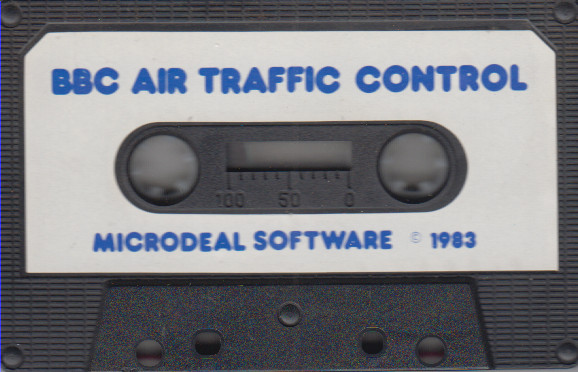 BBC AIR TRAFFIC CONTROL
100 50 0
MICRODEAL SOFTWARE © 1983